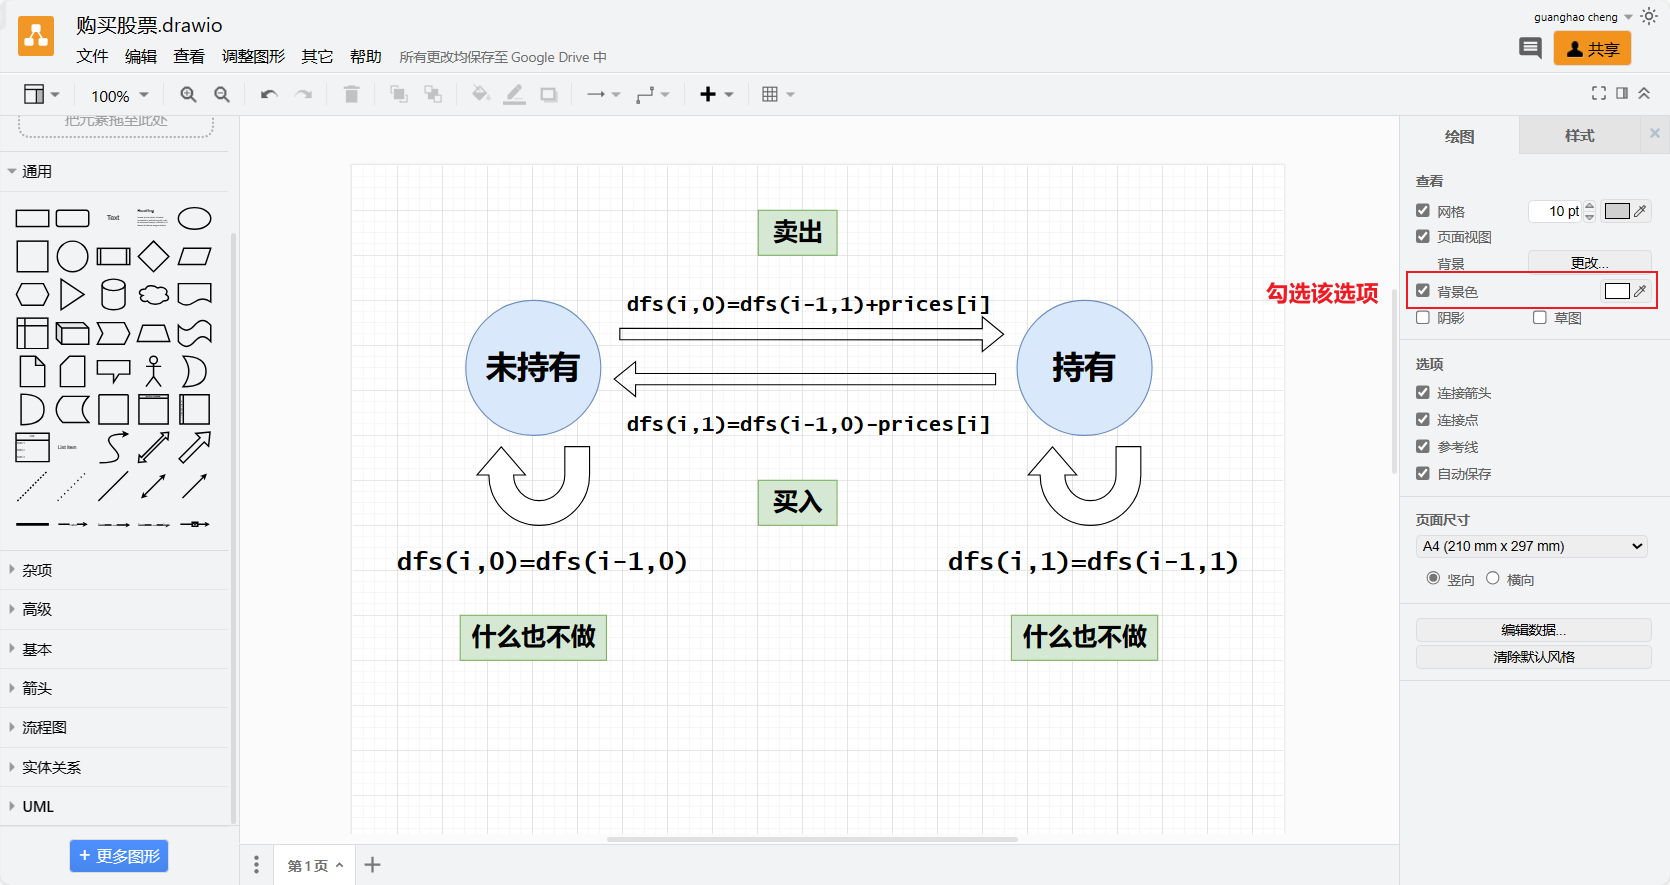 购买股票.drawio
guanghao cheng
文件 编辑 查看 调整图形 其它 帮助 所有更改均保存至 Google Drive 中
共享
100%
把元素拖至此处
通用
Text
Heading
List Item
杂项
高级
基本
箭头
流程图
实体关系
UML
+ 更多图形
卖出
dfs(i,0)=dfs(i-1,1)+prices[i]
未持有
持有
dfs(i,1)=dfs(i-1,0)-prices[i]
买入
dfs(i,0)=dfs(i-1,0)
dfs(i,1)=dfs(i-1,1)
什么也不做
什么也不做
勾选该选项
第1页
绘图
样式
查看
网格
10 pt
页面视图
背景
更改...
背景色
阴影
草图
选项
连接箭头
连接点
参考线
自动保存
页面尺寸
A4 (210 mm x 297 mm)
竖向 横向
编辑数据...
清除默认风格